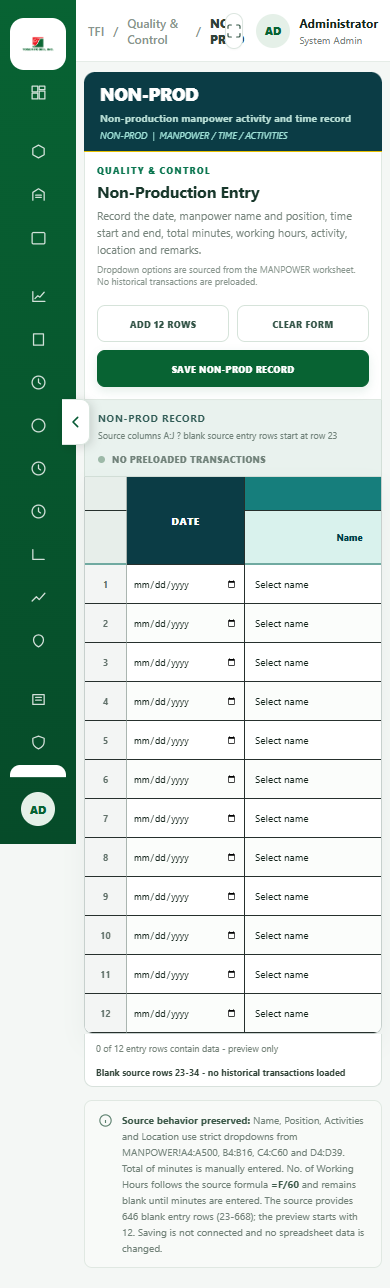 TFI / Quality & Control /
AD Administrator
System Admin
NON-PROD
Non-production manpower activity and time record
NON-PROD | MANPOWER / TIME / ACTIVITIES
QUALITY & CONTROL
Non-Production Entry
Record the date, manpower name and position, time
start and end, total minutes, working hours, activity,
location and remarks.
Dropdown options are sourced from the MANPOWER worksheet.
No historical transactions are preloaded.
ADD 12 ROWS CLEAR FORM
SAVE NON-PROD RECORD
NON-PROD RECORD
Source columns A:J ? blank source entry rows start at row 23
NO PRELOADED TRANSACTIONS
DATE
Name
1 mm/dd/yyyy Select name
2 mm/dd/yyyy Select name
3 mm/dd/yyyy Select name
4 mm/dd/yyyy Select name
5 mm/dd/yyyy Select name
6 mm/dd/yyyy Select name
7 mm/dd/yyyy Select name
8 mm/dd/yyyy Select name
9 mm/dd/yyyy Select name
10 mm/dd/yyyy Select name
11 mm/dd/yyyy Select name
12 mm/dd/yyyy Select name
AD
0 of 12 entry rows contain data - preview only
Blank source rows 23-34 - no historical transactions loaded
Source behavior preserved: Name, Position, Activities
and Location use strict dropdowns from
MANPOWER!A4:A500, B4:B16, C4:C60 and D4:D39.
Total of minutes is manually entered. No. of Working
Hours follows the source formula =F/60 and remains
blank until minutes are entered. The source provides
646 blank entry rows (23-668); the preview starts with
12. Saving is not connected and no spreadsheet data is
changed.